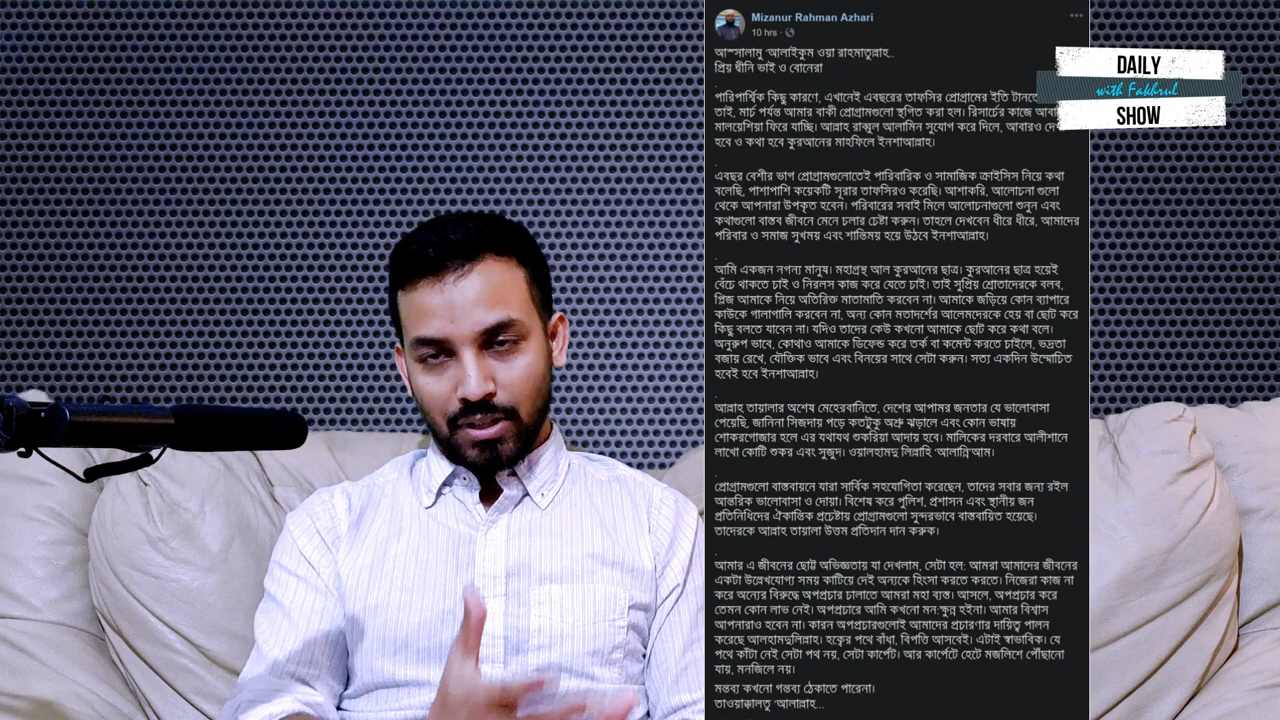 Mizanur Rahman Azhari
10 hrs ·
আস্সালামু 'আলাইকুম ওয়া রাহমাতুল্লাহ..
প্রিয় দ্বীনি ভাই ও বোনেরা
.
পারিপার্শ্বিক কিছু কারণে, এখানেই এবছরের তাফসির প্রোগ্রামের ইতি টানতে
তাই, মার্চ পর্যন্ত আমার বাকী প্রোগ্রামগুলো স্থগিত করা হল। রিসার্চের কাজে
মালয়েশিয়া ফিরে যাচ্ছি। আল্লাহ রাব্বুল আলামিন সুযোগ করে দিলে, আবারও
হবে ও কথা হবে কুরআনের মাহফিলে ইনশাআল্লাহ।
.
এবছর বেশীর ভাগ প্রোগ্রামগুলোতেই পারিবারিক ও সামাজিক ক্রাইসিস নিয়ে কথা
বলেছি, পাশাপাশি কয়েকটি সূরার তাফসিরও করেছি। আশাকরি, আলোচনা গুলো
থেকে আপনারা উপকৃত হবেন। পরিবারের সবাই মিলে আলোচনাগুলো শুনুন এবং
কথাগুলো বাস্তব জীবনে মেনে চলার চেষ্টা করুন। তাহলে দেখবেন ধীরে ধীরে, আমাদের
পরিবার ও সমাজ সুখময় এবং শান্তিময় হয়ে উঠবে ইনশাআল্লাহ।
.
আমি একজন নগন্য মানুষ। মহাগ্রন্থ আল কুরআনের ছাত্র। কুরআনের ছাত্র হয়েই
বেঁচে থাকতে চাই ও নিরলস কাজ করে যেতে চাই। তাই সুপ্রিয় শ্রোতাদেরকে বলব,
প্লিজ আমাকে নিয়ে অতিরিক্ত মাতামাতি করবেন না। আমাকে জড়িয়ে কোন ব্যাপারে
কাউকে গালাগালি করবেন না, অন্য কোন মতাদর্শের আলেমদেরকে হেয় বা ছোট করে
কিছু বলতে যাবেন না। যদিও তাদের কেউ কখনো আমাকে ছোট করে কথা বলে।
অনুরুপ ভাবে, কোথাও আমাকে ডিফেন্ড করে তর্ক বা কমেন্ট করতে চাইলে, ভদ্রতা
বজায় রেখে, যৌক্তিক ভাবে এবং বিনয়ের সাথে সেটা করুন। সত্য একদিন উম্মোচিত
হবেই হবে ইনশাআল্লাহ।
.
আল্লাহ তায়ালার অশেষ মেহেরবানিতে, দেশের আপামর জনতার যে ভালোবাসা
পেয়েছি, জানিনা সিজদায় পড়ে কতটুকু অশ্রু ঝড়ালে এবং কোন ভাষায়
শোকরগোজার হলে এর যথাযথ শুকরিয়া আদায় হবে। মালিকের দরবারে আলীশানে
লাখো কোটি শুকর এবং সুজুদ। ওয়ালহামদু লিল্লাহি 'আলান্নি'আম।
.
প্রোগ্রামগুলো বাস্তবায়নে যারা সার্বিক সহযোগিতা করেছেন, তাদের সবার জন্য রইল
আন্তরিক ভালোবাসা ও দোয়া। বিশেষ করে পুলিশ, প্রশাসন এবং স্থানীয় জন
প্রতিনিধিদের ঐকান্তিক প্রচেষ্টায় প্রোগ্রামগুলো সুন্দরভাবে বাস্তবায়িত হয়েছে।
তাদেরকে আল্লাহ তায়ালা উত্তম প্রতিদান দান করুক।
.
আমার এ জীবনের ছোট্ট অভিজ্ঞতায় যা দেখলাম, সেটা হল: আমরা আমাদের জীবনের
একটা উল্লেখযোগ্য সময় কাটিয়ে দেই অন্যকে হিংসা করতে করতে। নিজেরা কাজ না
করে অন্যের বিরুদ্ধে অপপ্রচার চালাতে আমরা মহা ব্যস্ত। আসলে, অপপ্রচার করে
তেমন কোন লাভ নেই। অপপ্রচারে আমি কখনো মন:ক্ষুন্ন হইনা। আমার বিশ্বাস
আপনারাও হবেন না। কারন অপপ্রচারগুলোই আমাদের প্রচারণার দায়িত্ব পালন
করেছে আলহামদুলিল্লাহ। হক্বের পথে বাঁধা, বিপত্তি আসবেই। এটাই স্বাভাবিক। যে
পথে কাঁটা নেই সেটা পথ নয়, সেটা কার্পেট। আর কার্পেটে হেটে মজলিশে পৌঁছানো
যায়, মনজিলে নয়।
মন্তব্য কখনো গন্তব্য ঠেকাতে পারেনা।
তাওয়াক্কালতু 'আলাল্লাহ...
DAILY
with Fakhrul
SHOW